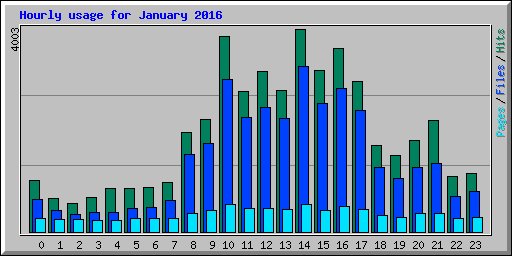 Hourly usage for January 2016
4003
Pages/Files/Hits
0 1 2 3 4 5 6 7 8 9 10 11 12 13 14 15 16 17 18 19 20 21 22 23